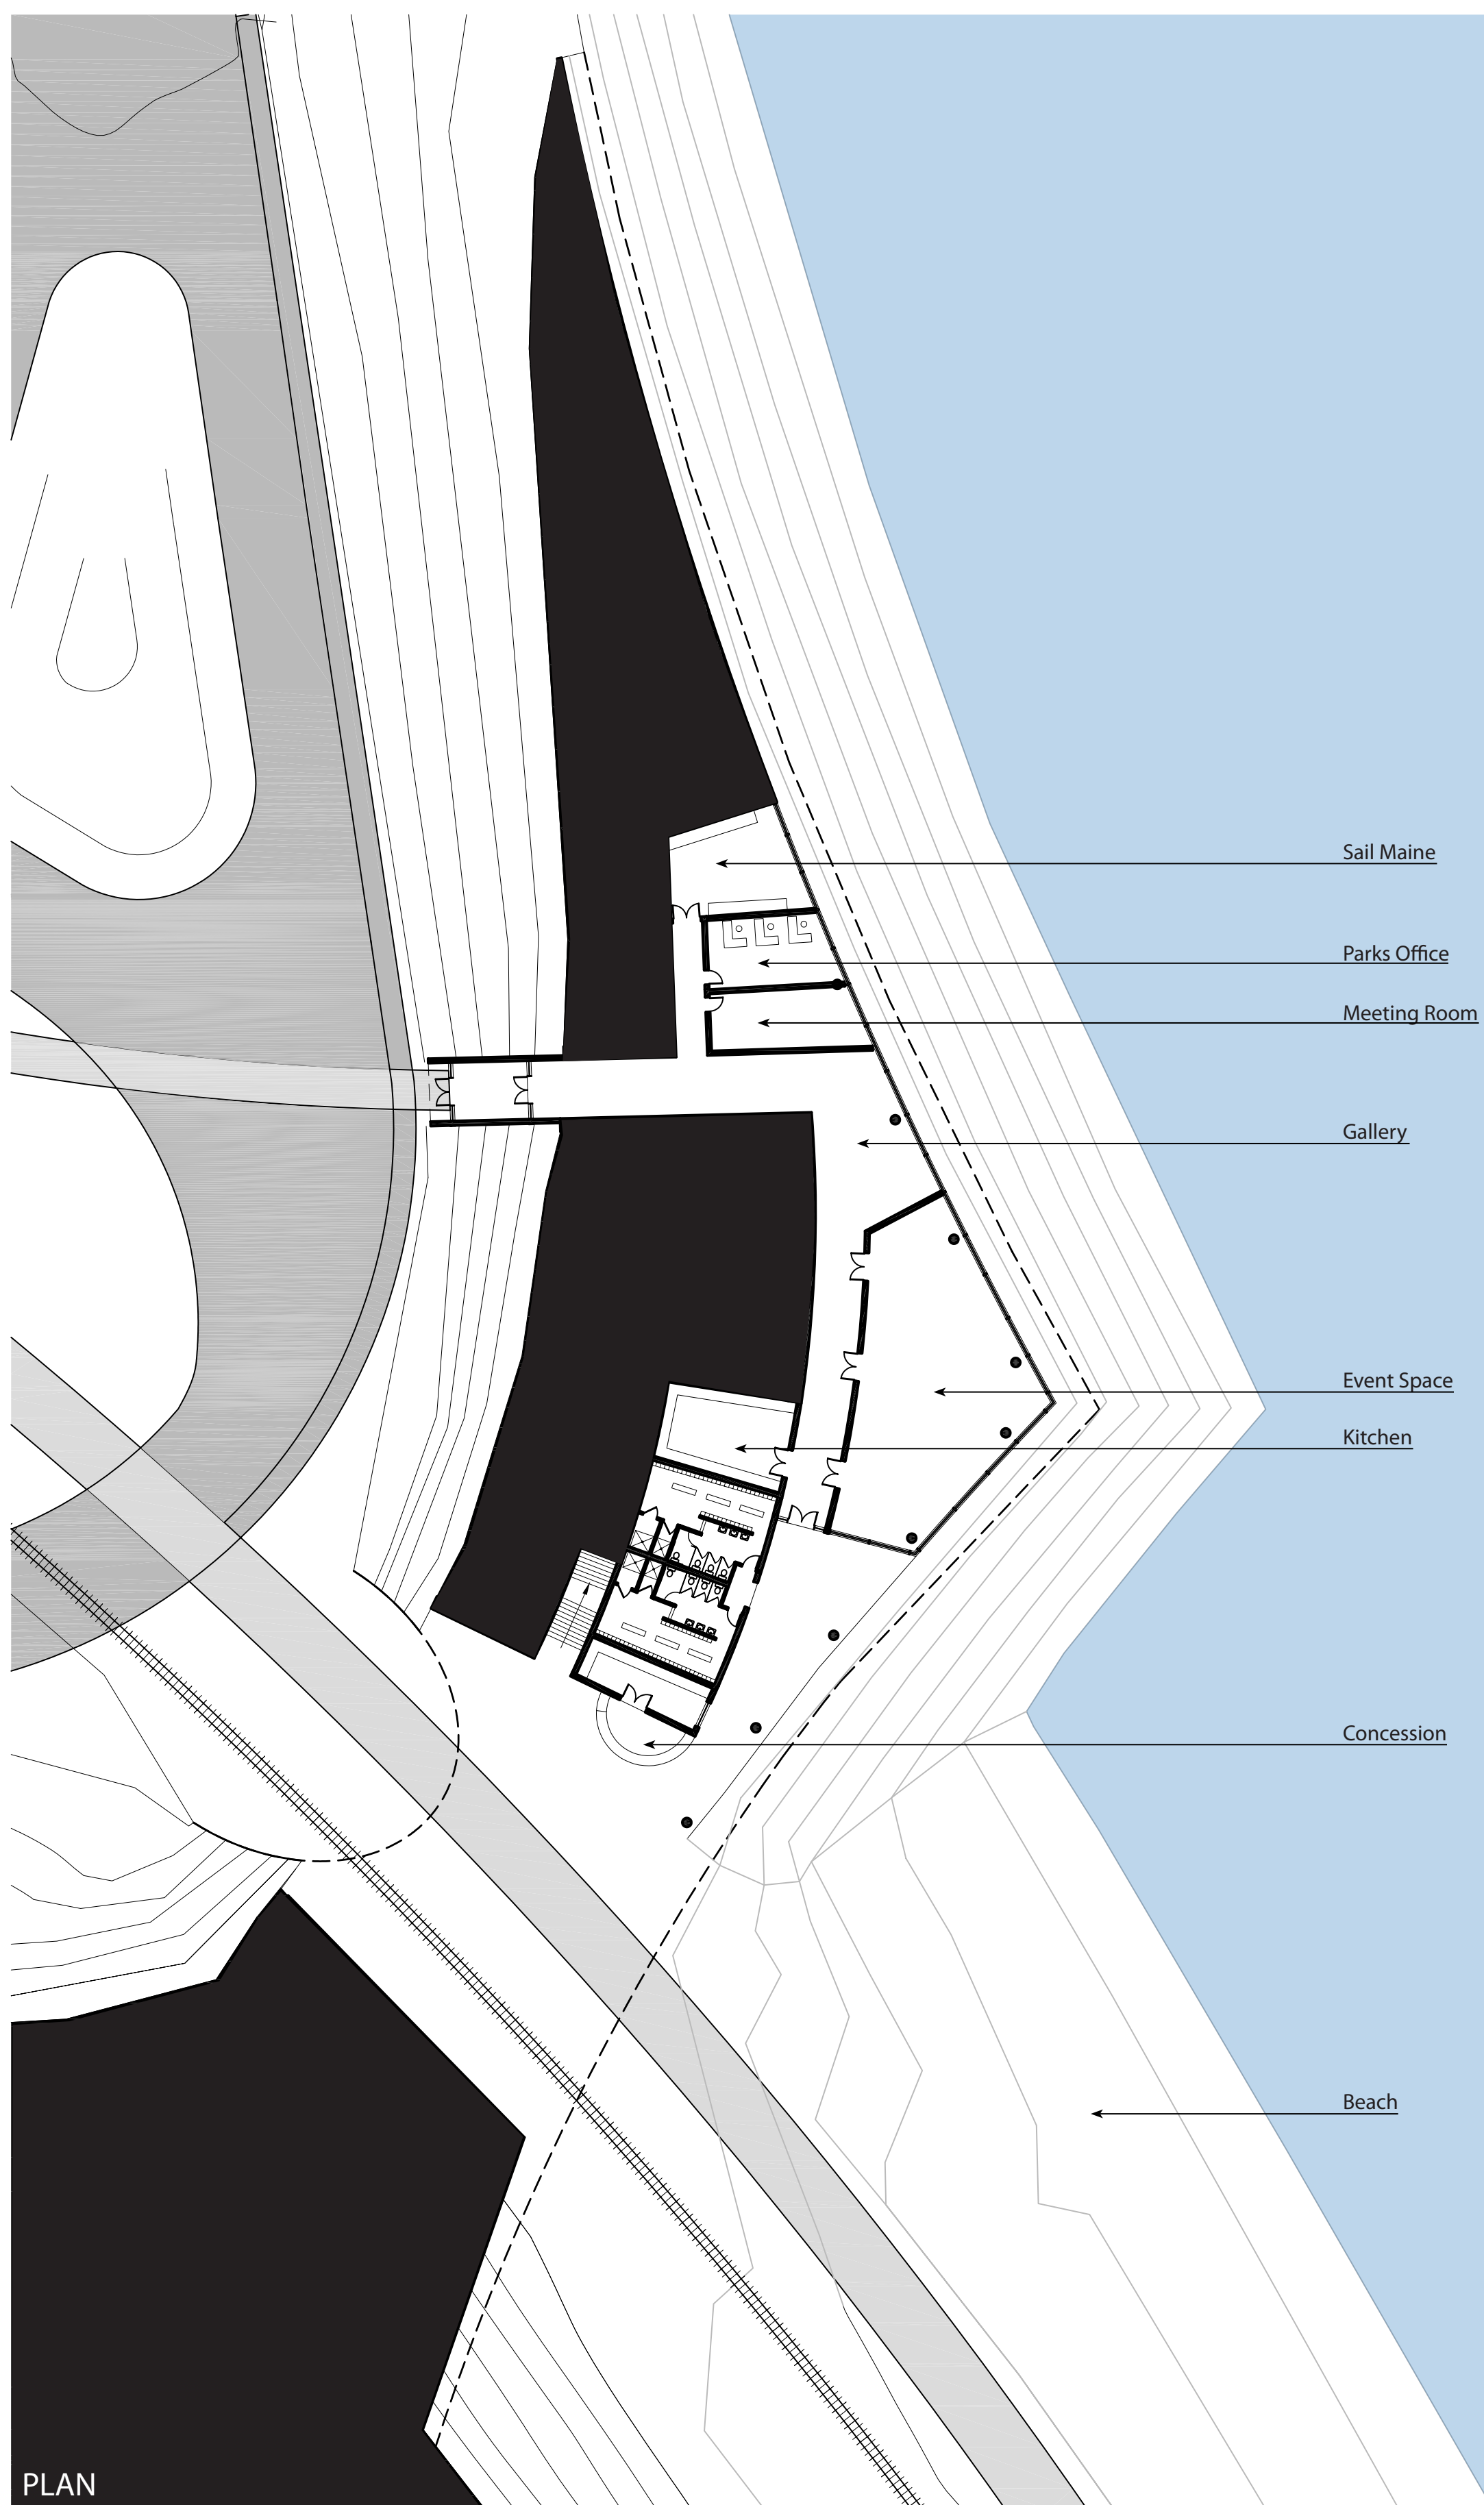 Sail Maine
Parks Office
Meeting Room
Gallery
Event Space
Kitchen
Concession
Beach
PLAN